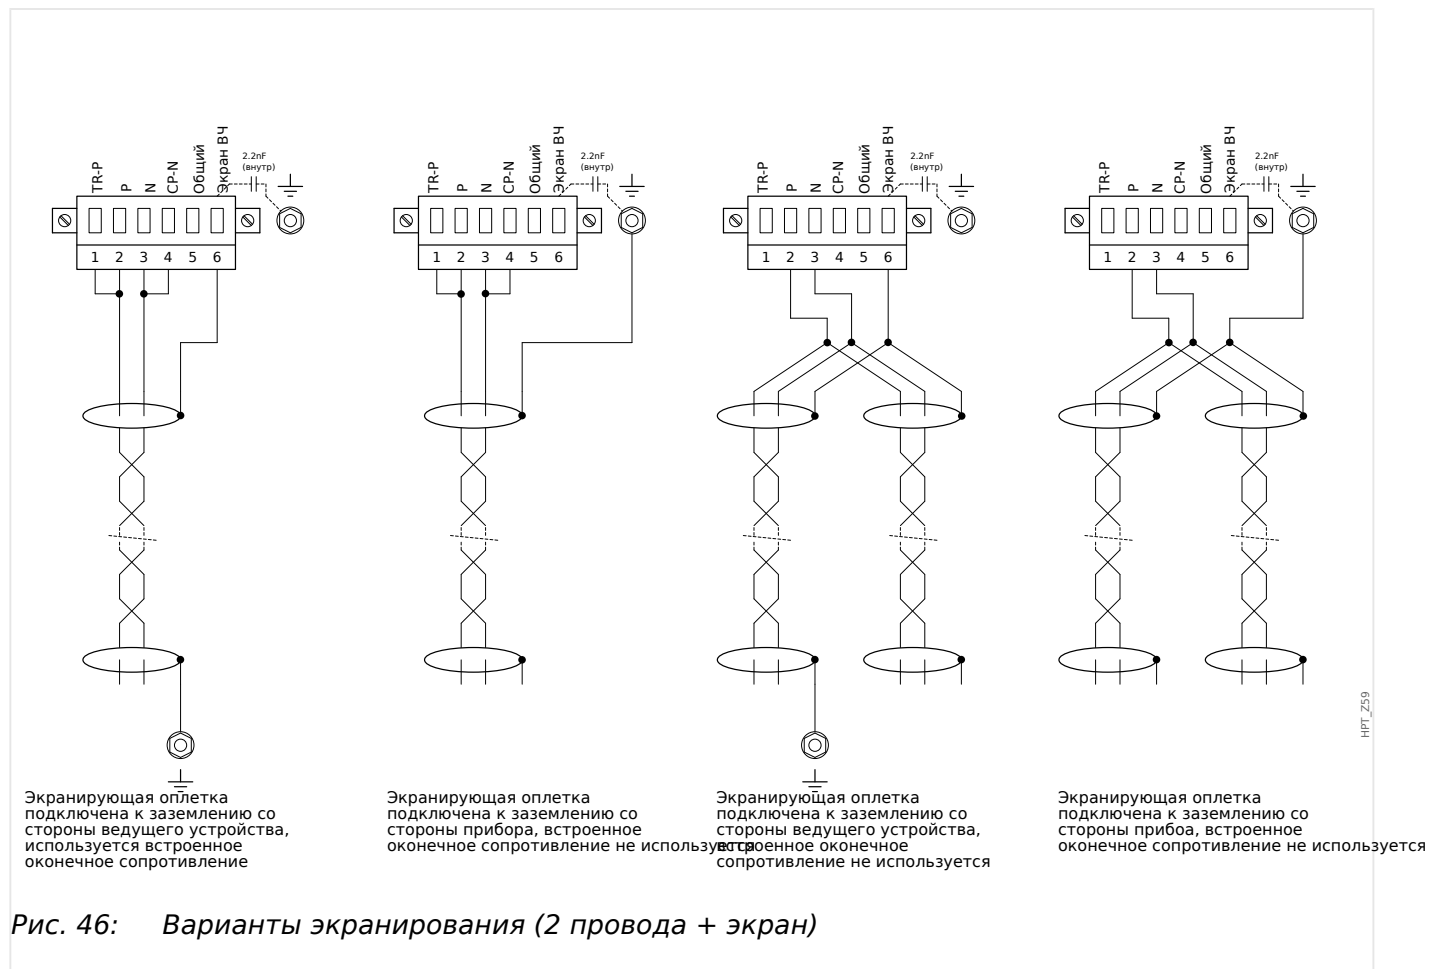 TR-P
P
N
CP-N
Общий
Экран ВЧ
2.2nF
(внутр)
1 2 3 4 5 6
TR-P
P
N
CP-N
Общий
Экран ВЧ
2.2nF
(внутр)
1 2 3 4 5 6
TR-P
P
N
CP-N
Общий
Экран ВЧ
2.2nF
(внутр)
1 2 3 4 5 6
TR-P
P
N
CP-N
Общий
Экран ВЧ
2.2nF
(внутр)
1 2 3 4 5 6
HPT_Z59
Экранирующая оплетка
подключена к заземлению со
стороны ведущего устройства,
используется встроенное
оконечное сопротивление
Экранирующая оплетка
подключена к заземлению со
стороны прибора, встроенное
оконечное сопротивление не используется
Экранирующая оплетка
подключена к заземлению со
стороны ведущего устройства,
встроенное оконечное
сопротивление не используется
Экранирующая оплетка
подключена к заземлению со
стороны прибоа, встроенное
оконечное сопротивление не используется
Рис. 46: Варианты экранирования (2 провода + экран)